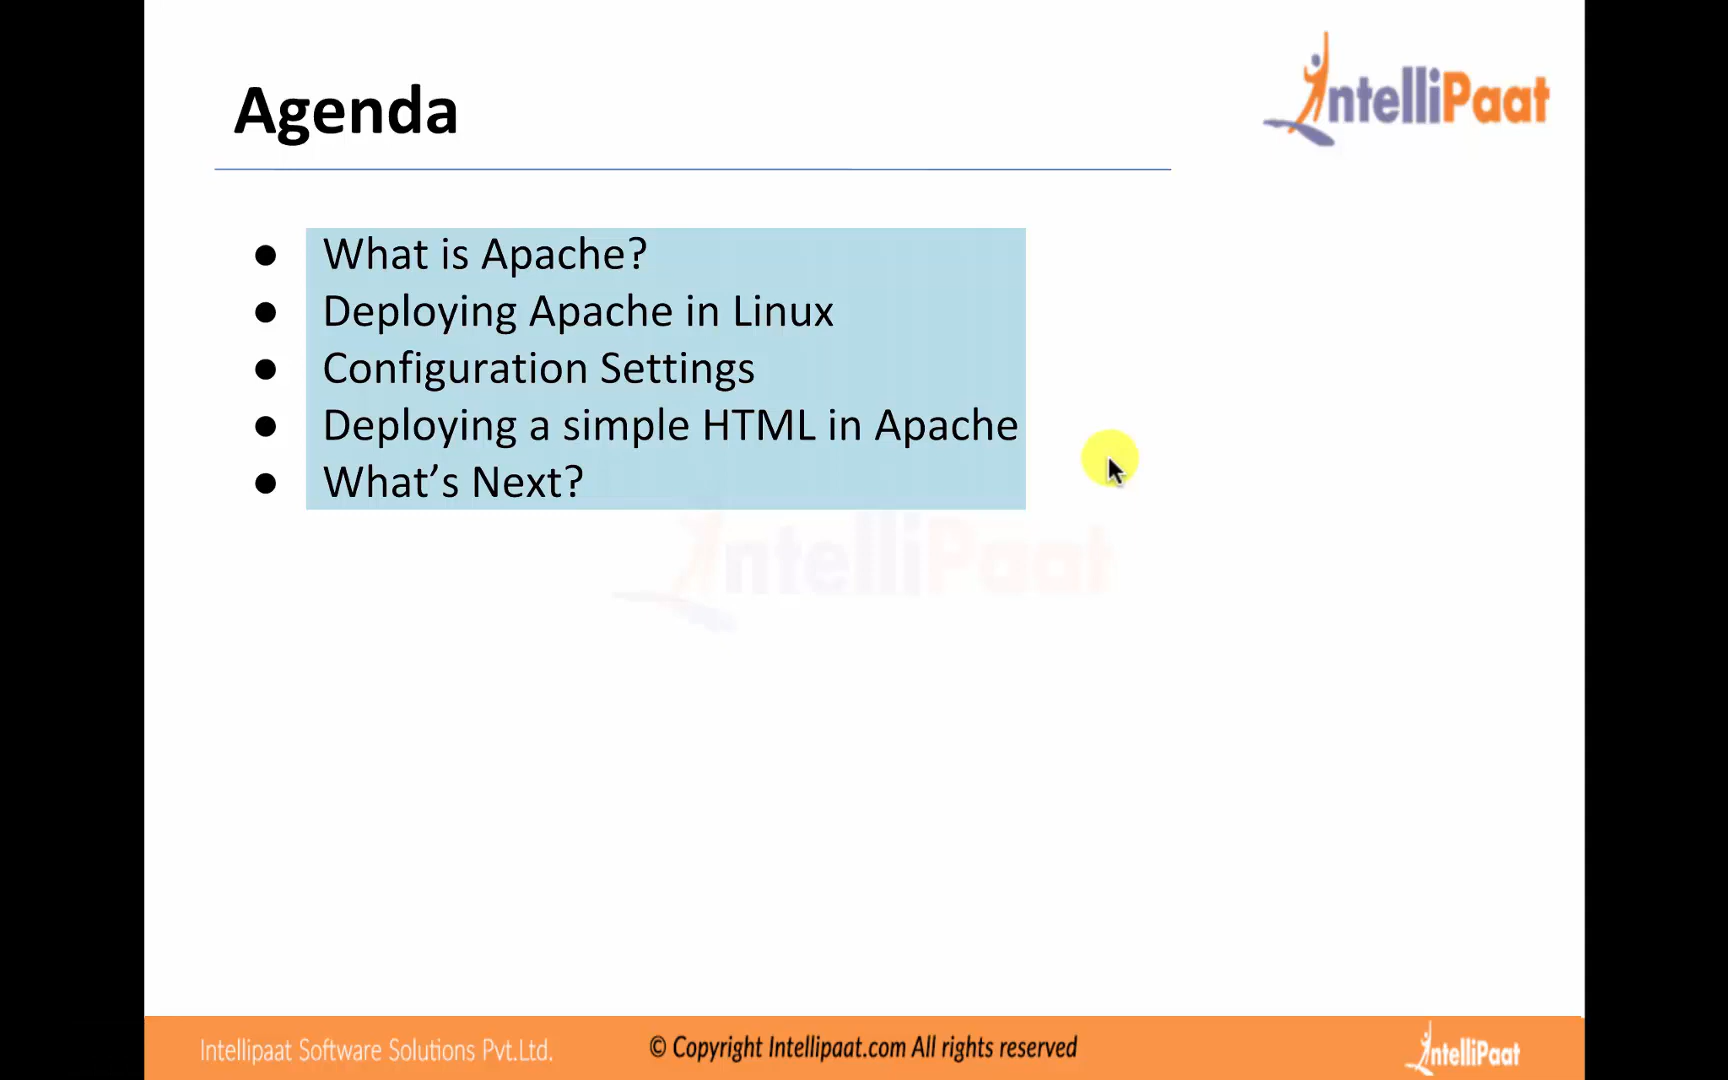 Agenda
IntelliPaat
● What is Apache?
● Deploying Apache in Linux
● Configuration Settings
● Deploying a simple HTML in Apache
● What’s Next?
IntelliPaat
Intellipaat Software Solutions Pvt.Ltd.
© Copyright Intellipaat.com All rights reserved
IntelliPaat